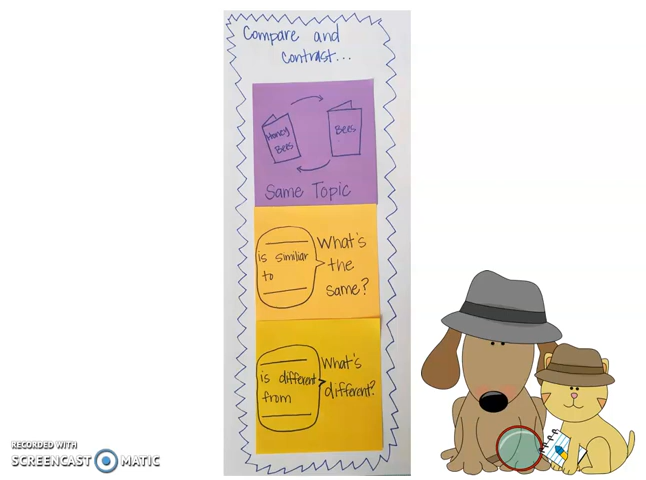 Compare and
contrast...
Honey
Bees
Bees
Same Topic
is similiar
to
What's
the
same?
is different
from
What's
different?
RECORDED WITH
SCREENCAST MATIC